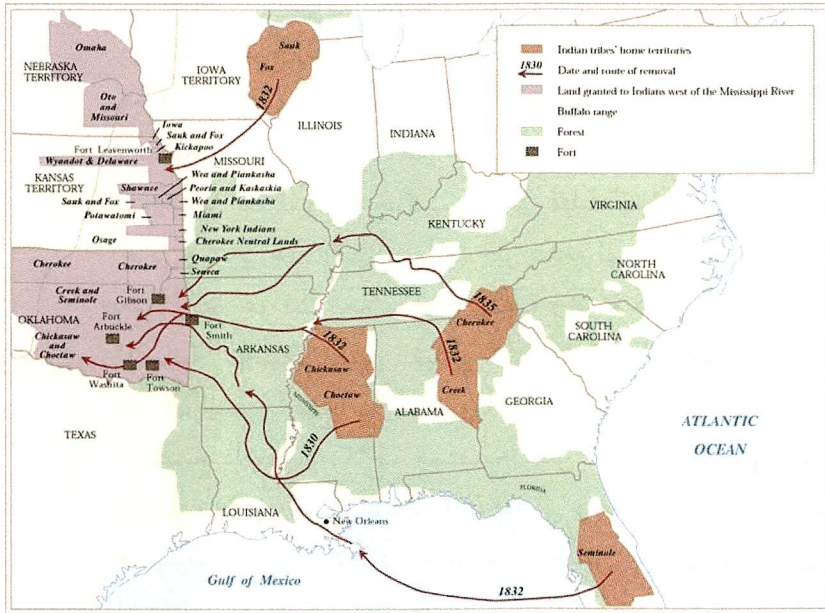 Indian tribes' home territories
1830
Date and route of removal
Land granted to Indians west of the Mississippi River
Buffalo range
Forest
Fort
Omaha
NEBRASKA
TERRITORY
IOWA
TERRITORY
Sauk
Fox
1832
Oto
and
Missouri
Iowa
Sauk and Fox
Kickapoo
Fort Leavenworth
Wyandot & Delaware
ILLINOIS
INDIANA
MISSOURI
KANSAS
TERRITORY
Wea and Piankasha
Shawnee
Peoria and Kaskaskia
Sauk and Fox
Wea and Piankasha
Potawatomi
Miami
New York Indians
Osage
Cherokee Neutral Lands
KENTUCKY
VIRGINIA
Cherokee
Cherokee
Quapaw
Seneca
NORTH
CAROLINA
Creek and
Seminole
Fort
Gibson
TENNESSEE
1835
Cherokee
OKLAHOMA
Fort
Arbuckle
Fort
Smith
SOUTH
CAROLINA
Chickasaw
and
Choctaw
ARKANSAS
1832
1832
Chickasaw
Choctaw
Creek
Fort
Washita
Fort
Towson
MISSISSIPPI
ALABAMA
GEORGIA
TEXAS
1830
ATLANTIC
OCEAN
LOUISIANA
New Orleans
FLORIDA
Seminole
Gulf of Mexico
1832